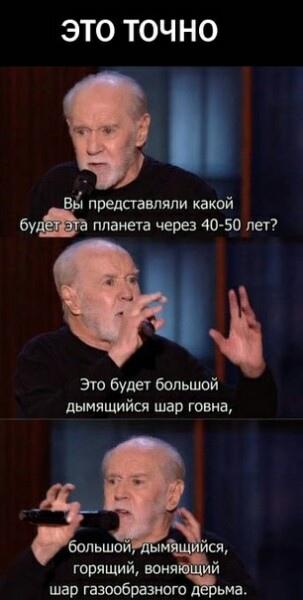 ЭТО ТОЧНО
Вы представляли какой
будет эта планета через 40-50 лет?
Это будет большой
дымящийся шар говна,
большой, дымящийся,
горящий, воняющий
шар газообразного дерьма.